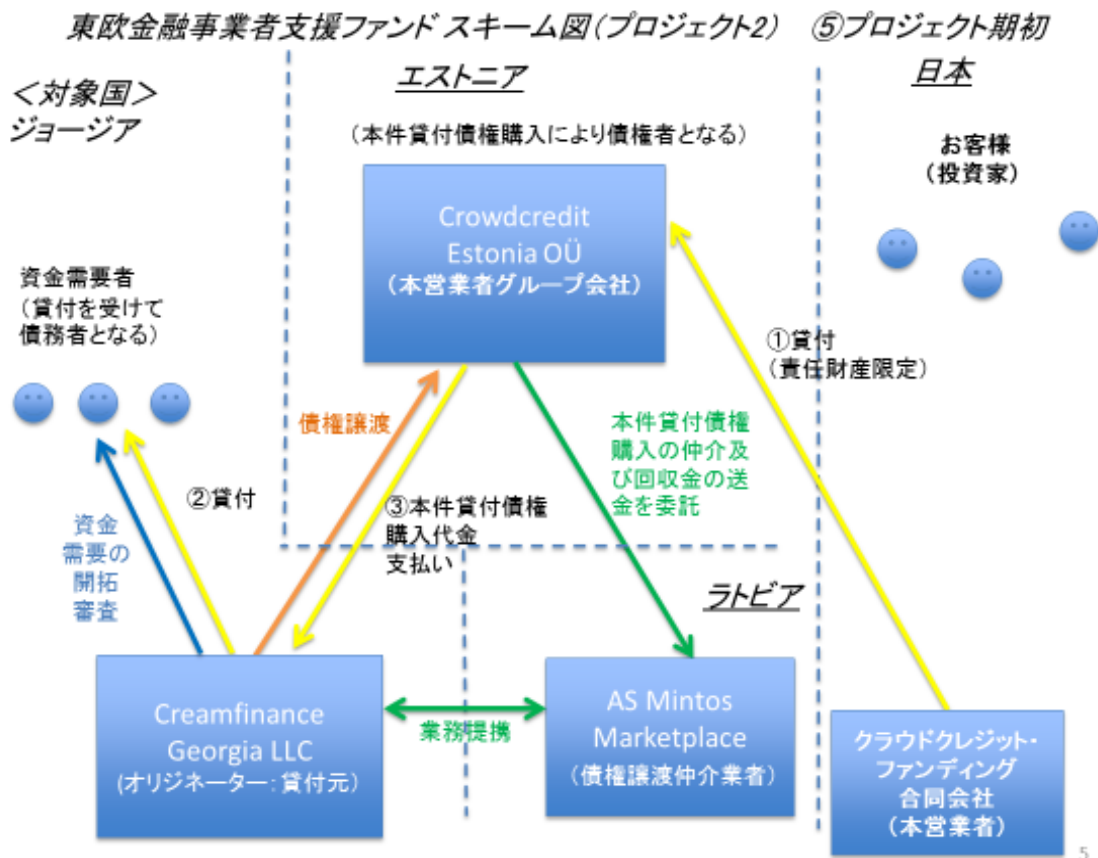 東欧金融事業者支援ファンド スキーム図(プロジェクト2) ⑤プロジェクト期初
<対象国>
ジョージア
エストニア
日本
(本件貸付債権購入により債権者となる)
お客様
(投資家)
Crowdcredit
Estonia OÜ
(本営業者グループ会社)
資金需要者
(貸付を受けて
債務者となる)
①貸付
(責任財産限定)
債権譲渡
本件貸付債権
購入の仲介及
び回収金の送
金を委託
②貸付
③本件貸付債権
購入代金
支払い
資金
需要の
開拓
審査
ラトビア
Creamfinance
Georgia LLC
(オリジネーター:貸付元)
業務提携
AS Mintos
Marketplace
(債権譲渡仲介業者)
クラウドクレジット・
ファンディング
合同会社
(本営業者)
5